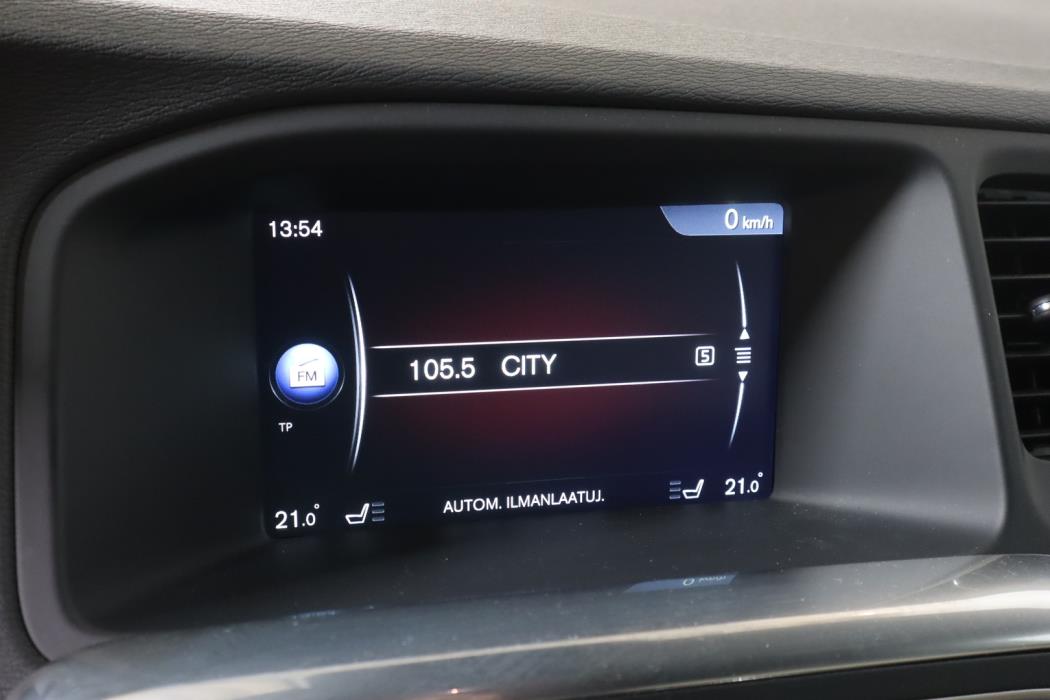 13:54
0 km/h
105.5 CITY 5
FM
TP
21.0° AUTOM. ILMANLAATUJ. 21.0°